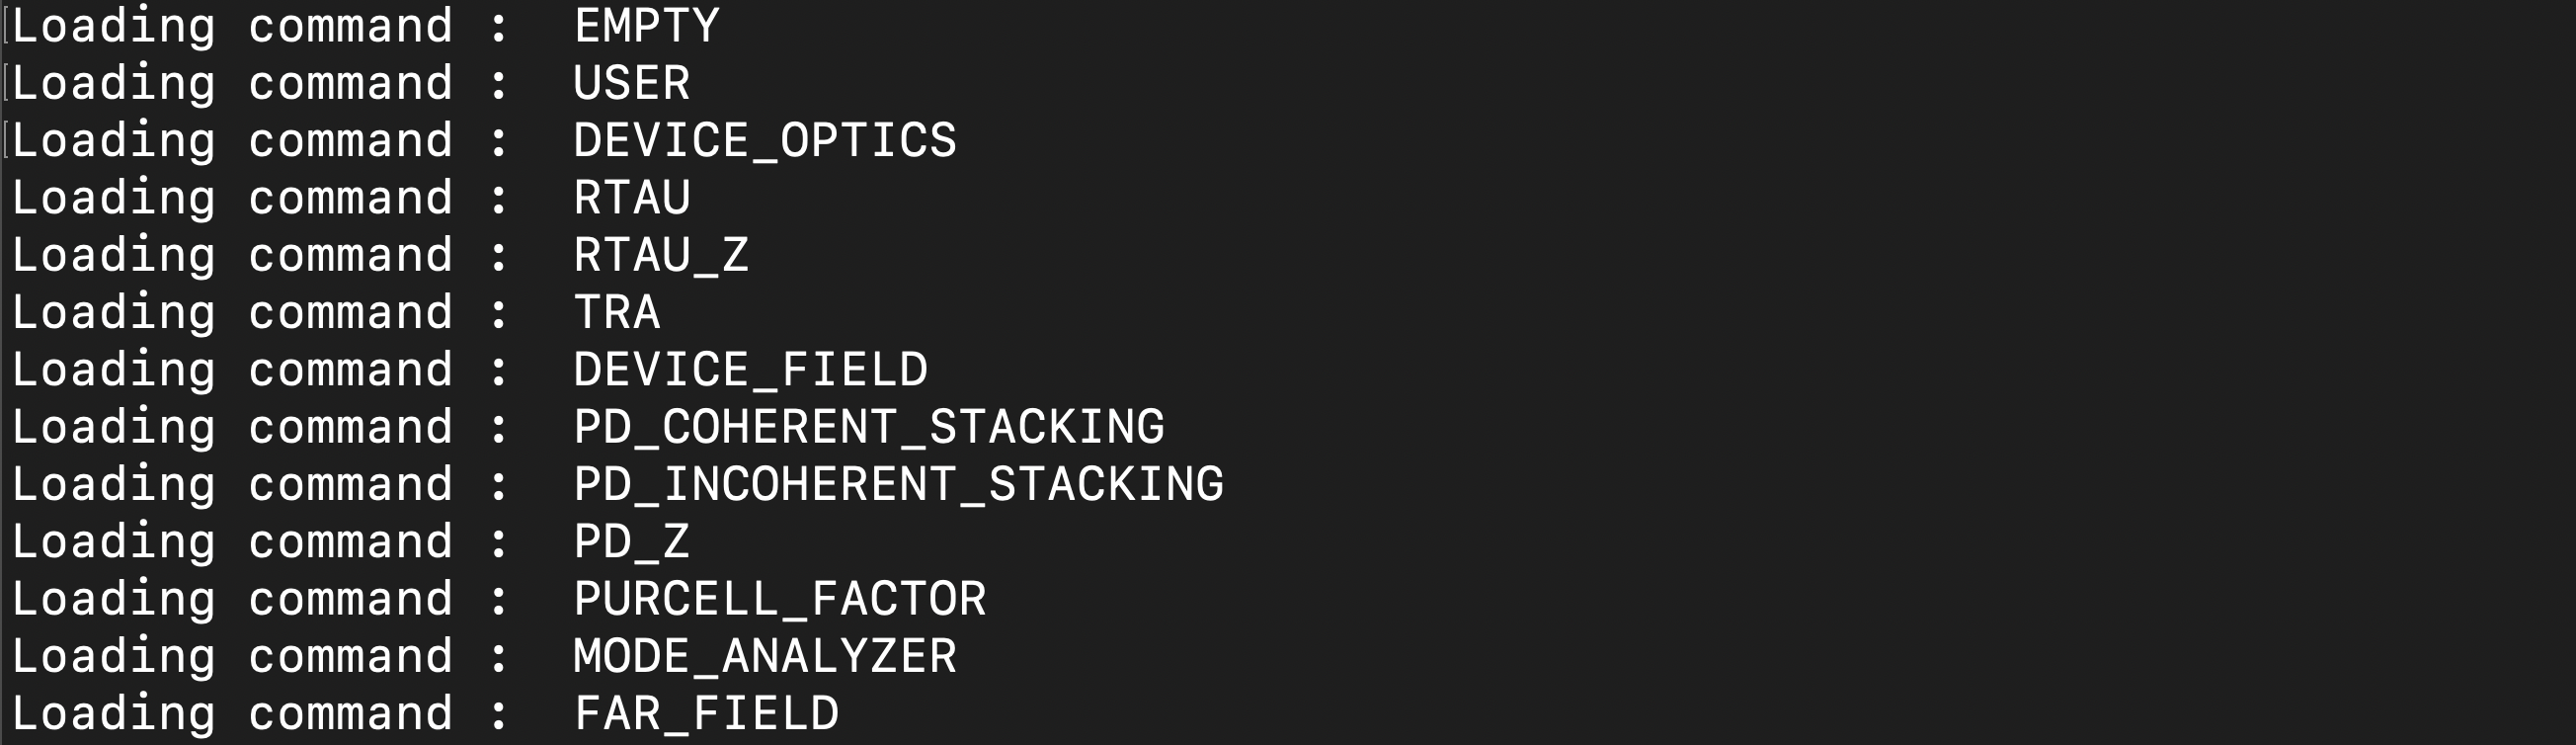 Loading command :  EMPTY
Loading command :  USER
Loading command :  DEVICE_OPTICS
Loading command :  RTAU
Loading command :  RTAU_Z
Loading command :  TRA
Loading command :  DEVICE_FIELD
Loading command :  PD_COHERENT_STACKING
Loading command :  PD_INCOHERENT_STACKING
Loading command :  PD_Z
Loading command :  PURCELL_FACTOR
Loading command :  MODE_ANALYZER
Loading command :  FAR_FIELD